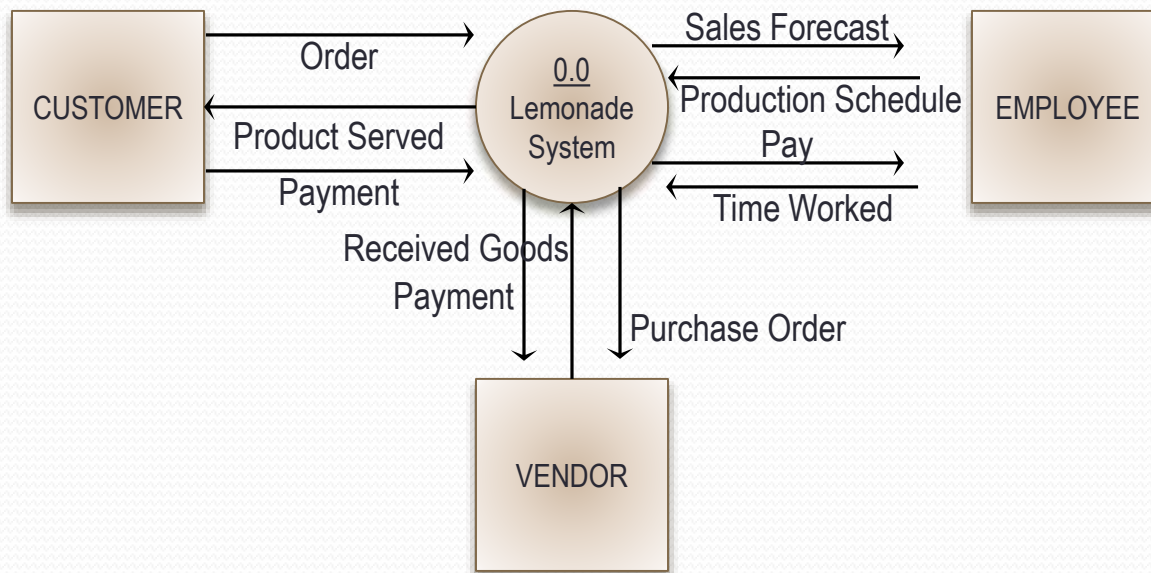 CUSTOMER
Order
Product Served
Payment
0.0
Lemonade
System
Sales Forecast
Production Schedule
Pay
Time Worked
EMPLOYEE
Received Goods
Payment
Purchase Order
VENDOR